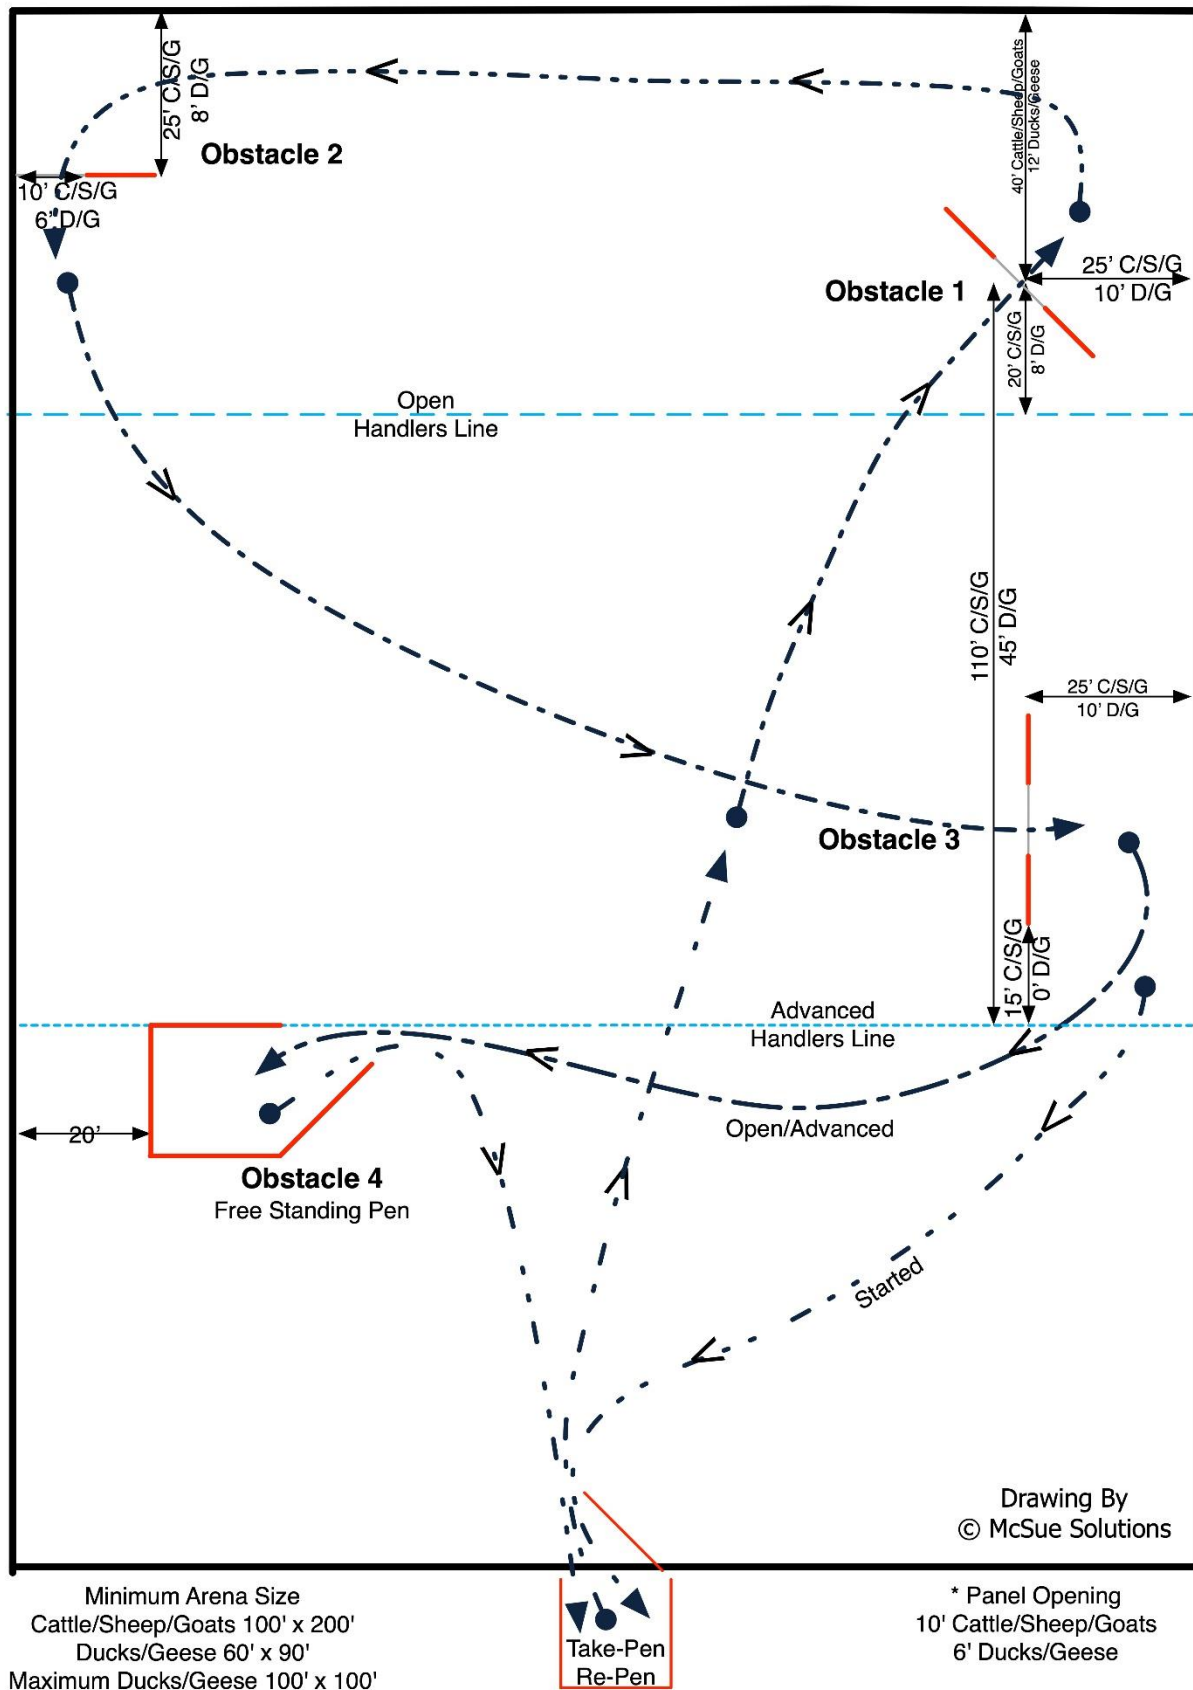 25' C/S/G
8' D/G
40' Cattle/Sheep/Goats
12' Ducks/Geese
Obstacle 2
10' C/S/G
6' D/G
Obstacle 1
25' C/S/G
10' D/G
20' C/S/G
8' D/G
Open
Handlers Line
110' C/S/G
45' D/G
25' C/S/G
10' D/G
Obstacle 3
15' C/S/G
0' D/G
Advanced
Handlers Line
Open/Advanced
20'
Obstacle 4
Free Standing Pen
Started
Drawing By
© McSue Solutions
Minimum Arena Size
Cattle/Sheep/Goats 100' x 200'
Ducks/Geese 60' x 90'
Maximum Ducks/Geese 100' x 100'
Take-Pen
Re-Pen
* Panel Opening
10' Cattle/Sheep/Goats
6' Ducks/Geese